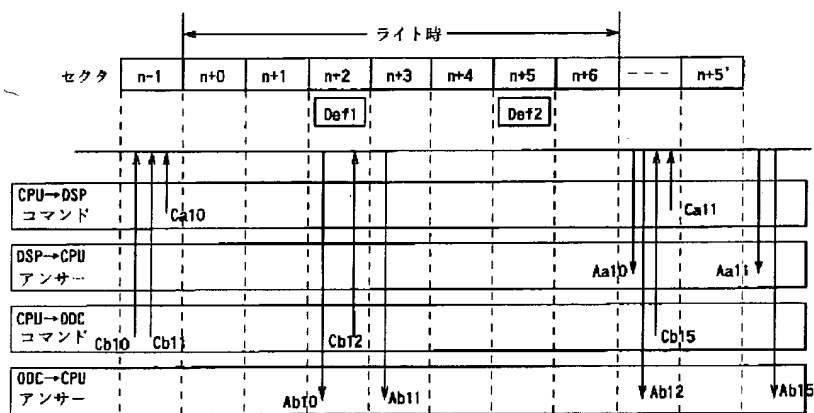 ライト時
セクタ n-1 n+0 n+1 n+2 n+3 n+4 n+5 n+6 --- n+5'
Def1 Def2
CPU→DSP
コマンド Ca10 Ca11
DSP→CPU
アンサー Aa10 Aa11
CPU→ODC
コマンド Cb10 Cb11 Cb12 Cb15
ODC→CPU
アンサー Ab10 Ab11 Ab12 Ab15